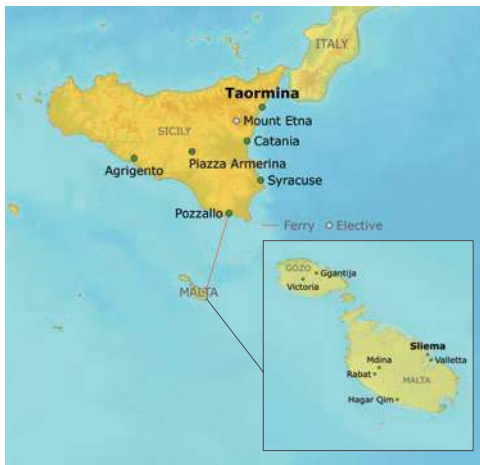 ITALY
Taormina
Mount Etna
SICILY
Catania
Piazza Armerina
Agrigento
Syracuse
Pozzallo
Ferry Elective
MALTA
GOZO
Ggantija
Victoria
Sliema
Valletta
Mdina
Rabat
MALTA
Hagar Qim